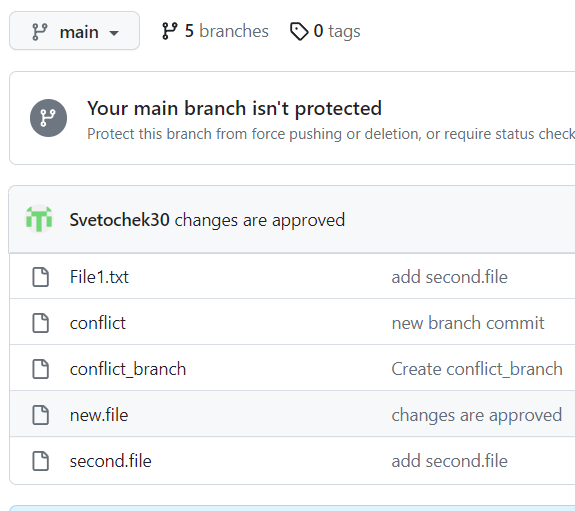 main 5 branches 0 tags
Your main branch isn't protected
Protect this branch from force pushing or deletion, or require status check
Svetochek30 changes are approved
File1.txt add second.file
conflict new branch commit
conflict_branch Create conflict_branch
new.file changes are approved
second.file add second.file